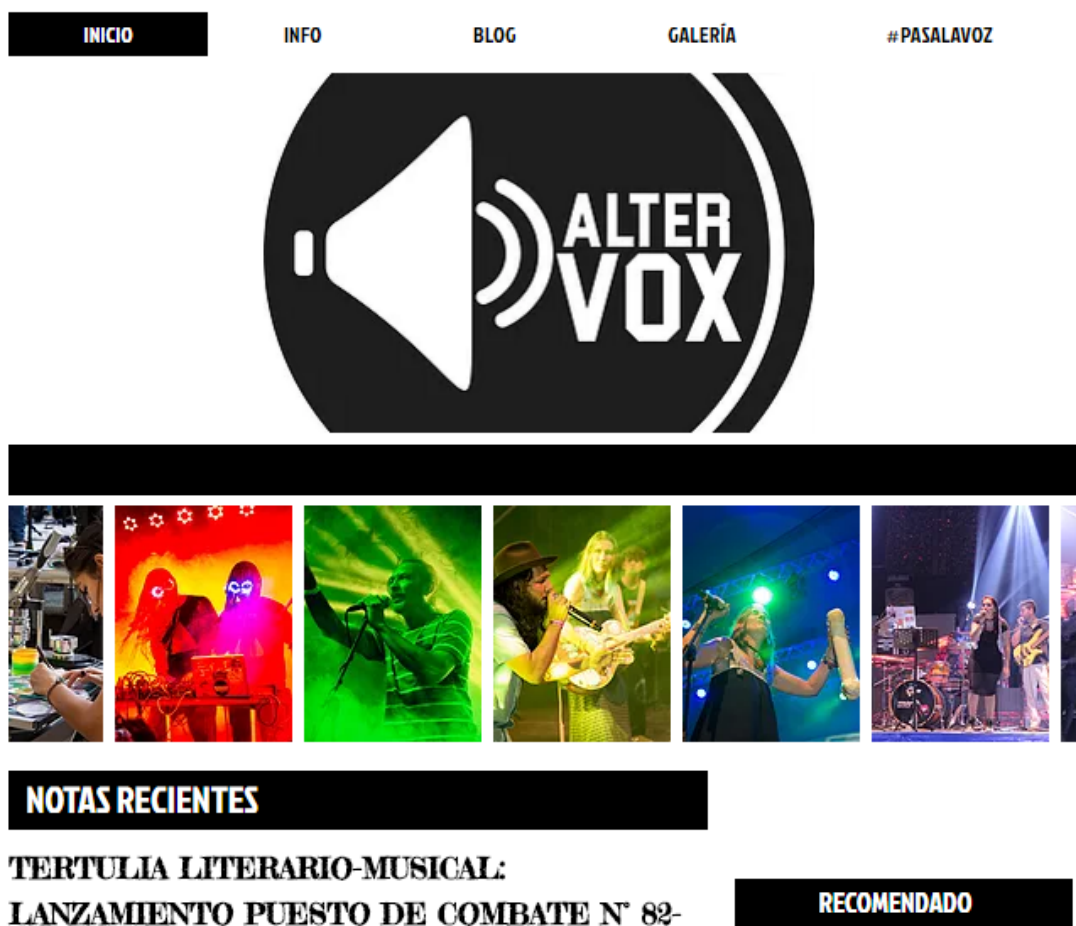 INICIO
INFO
BLOG
GALERÍA
#PASALAVOZ
ALTER
VOX
NOTAS RECIENTES
TERTULIA LITERARIO-MUSICAL:
LANZAMIENTO PUESTO DE COMBATE N° 82-
RECOMENDADO